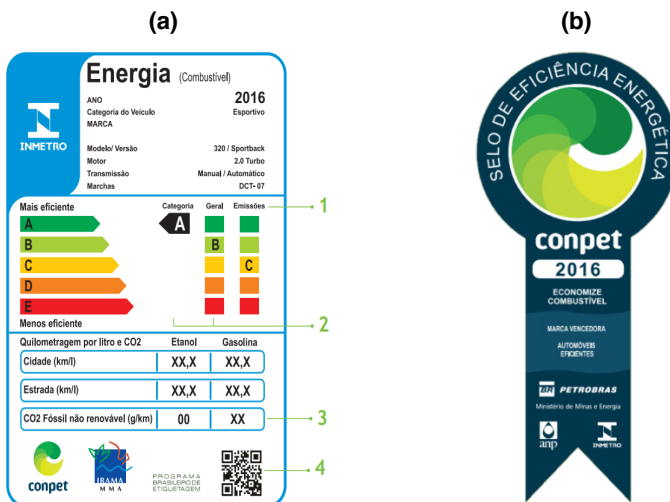 (a)
(b)
Energia (Combustível)
ANO 2016
Categoria do Veículo Esportivo
MARCA
INMETRO
Modelo/ Versão 320 / Sportback
Motor 2.0 Turbo
Transmissão Manual / Automático
Marchas DCT- 07
Mais eficiente Categoria Geral Emissões 1
A A
B B
C C
D
E
Menos eficiente 2
Quilometragem por litro e CO2 Etanol Gasolina
Cidade (km/l) XX,X XX,X
Estrada (km/l) XX,X XX,X
CO2 Fóssil não renovável (g/km) 00 XX 3
conpet
IBAMA
M M A
PROGRAMA
BRASILEIRO DE
ETIQUETAGEM
4
SELO DE EFICIÊNCIA ENERGÉTICA
conpet
2016
ECONOMIZE
COMBUSTÍVEL
MARCA VENCEDORA
AUTOMÓVEIS
EFICIENTES
BR PETROBRAS
Ministério de Minas e Energia
anp
INMETRO